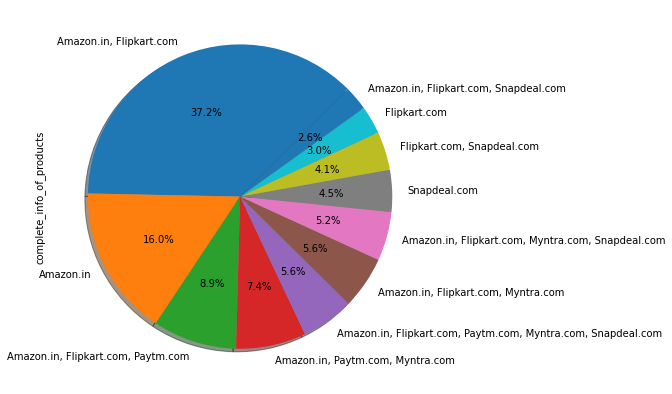 Amazon.in, Flipkart.com
37.2%
Amazon.in, Flipkart.com, Snapdeal.com
2.6%
Flipkart.com
3.0%
Flipkart.com, Snapdeal.com
4.1%
Snapdeal.com
4.5%
Amazon.in, Flipkart.com, Myntra.com, Snapdeal.com
5.2%
Amazon.in, Flipkart.com, Myntra.com
5.6%
Amazon.in, Flipkart.com, Paytm.com, Myntra.com, Snapdeal.com
5.6%
Amazon.in, Paytm.com, Myntra.com
7.4%
Amazon.in, Flipkart.com, Paytm.com
8.9%
Amazon.in
16.0%
complete_info_of_products